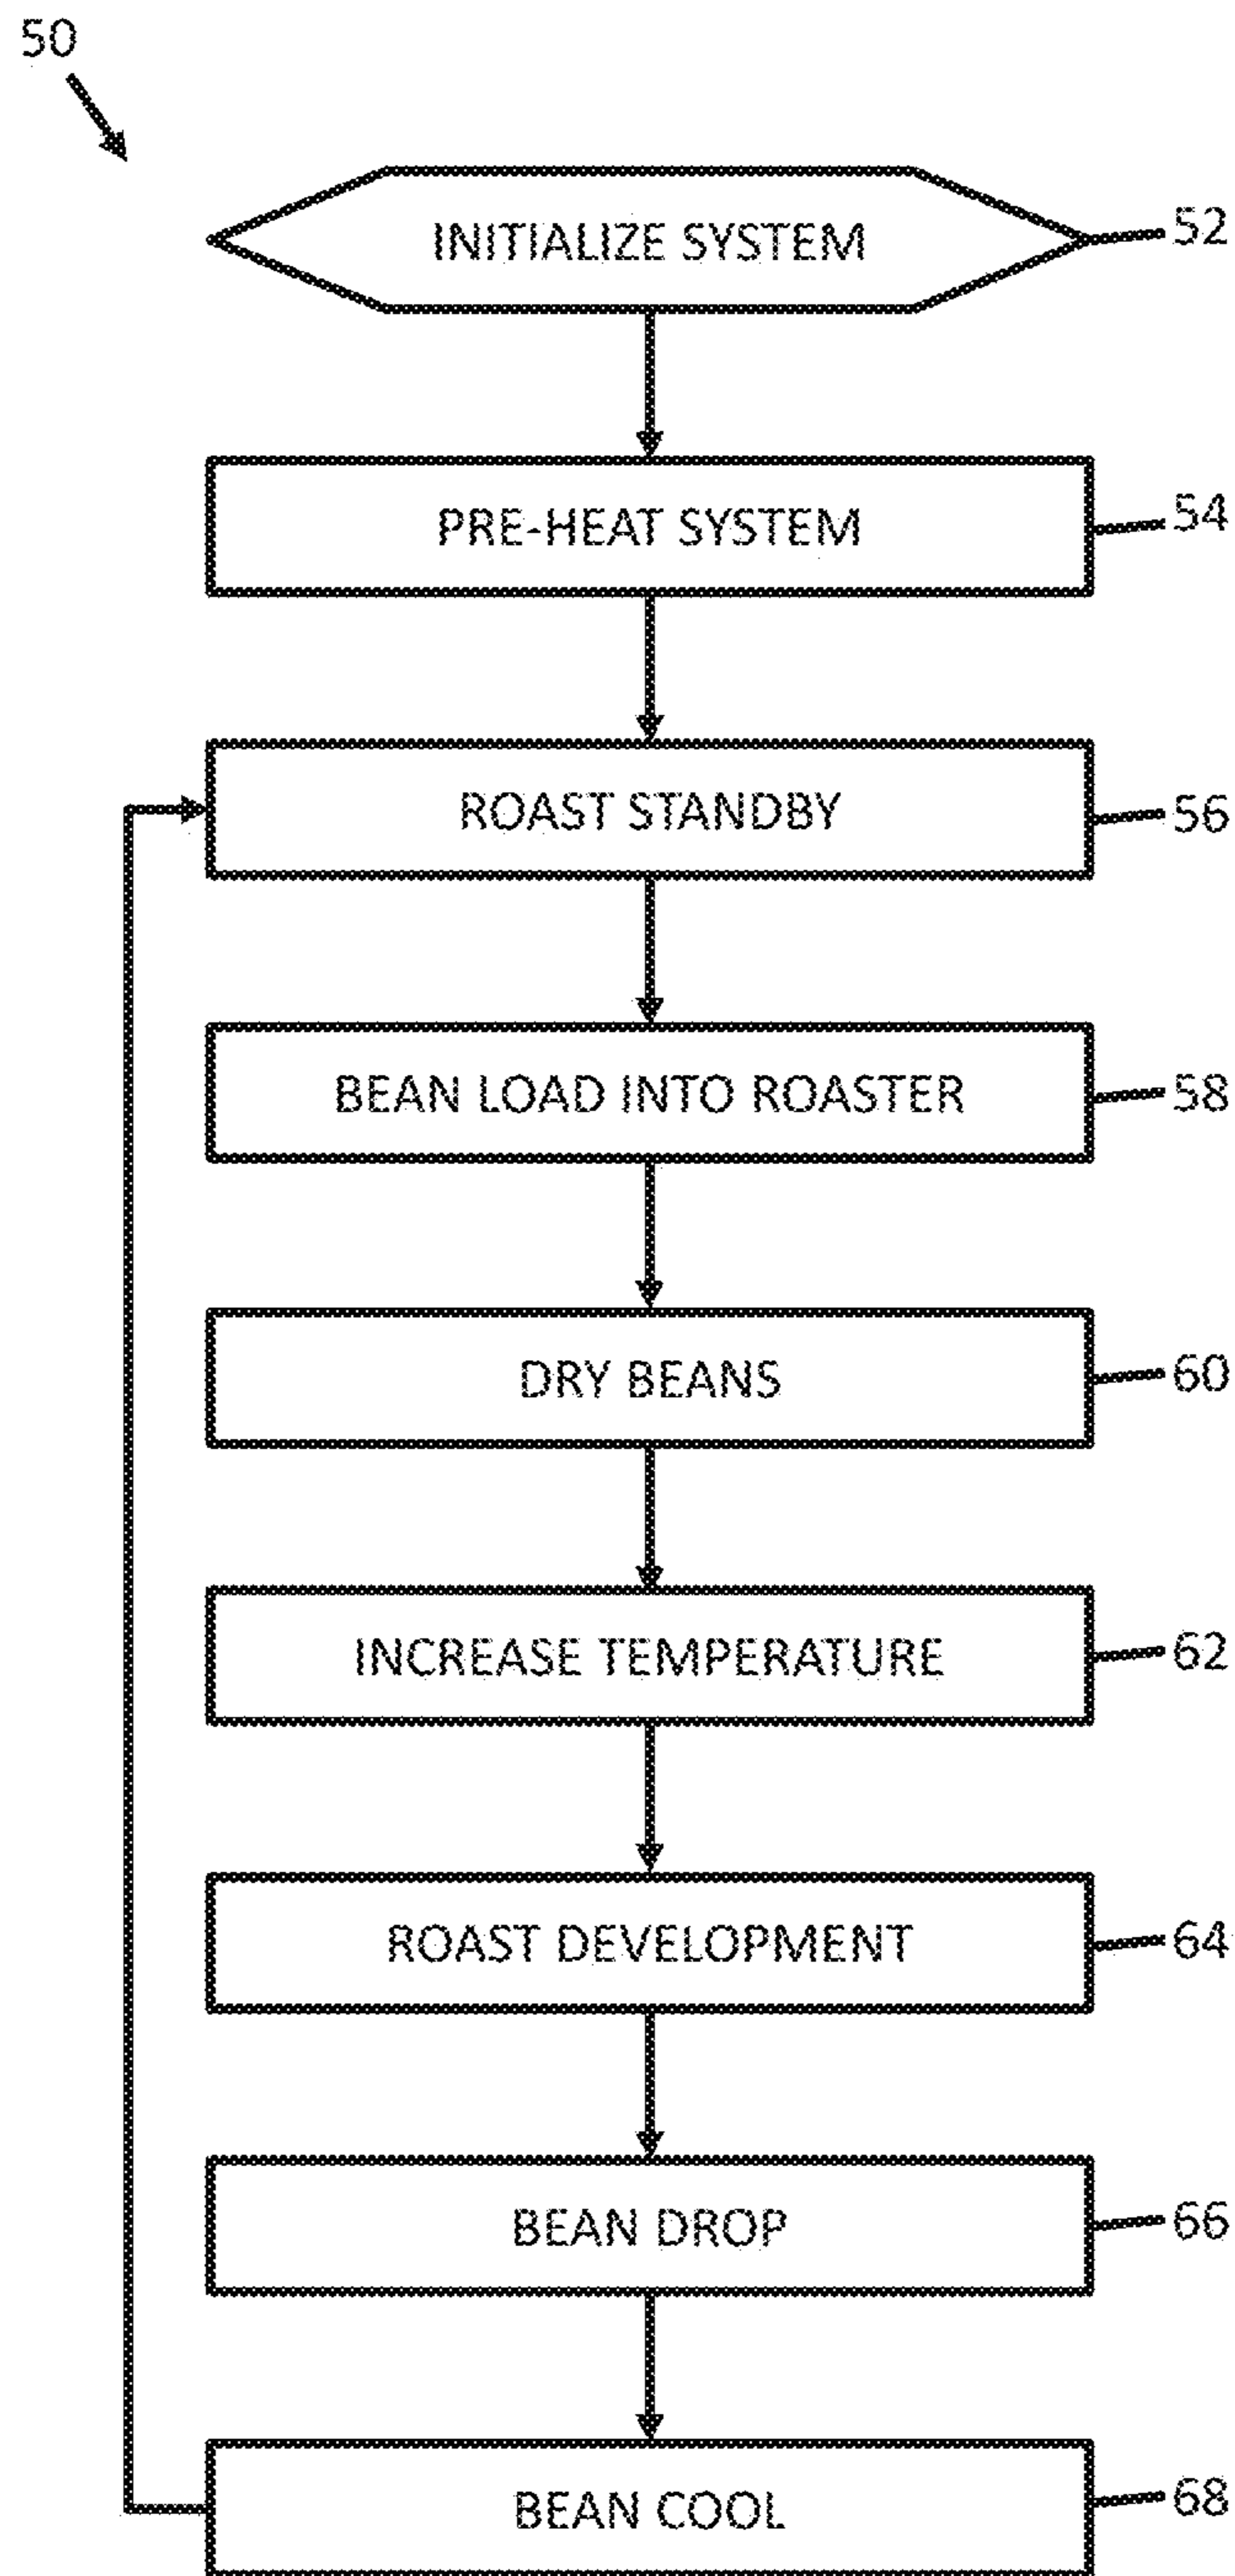 50
INITIALIZE SYSTEM 52
PRE-HEAT SYSTEM 54
ROAST STANDBY 56
BEAN LOAD INTO ROASTER 58
DRY BEANS 60
INCREASE TEMPERATURE 62
ROAST DEVELOPMENT 64
BEAN DROP 66
BEAN COOL 68